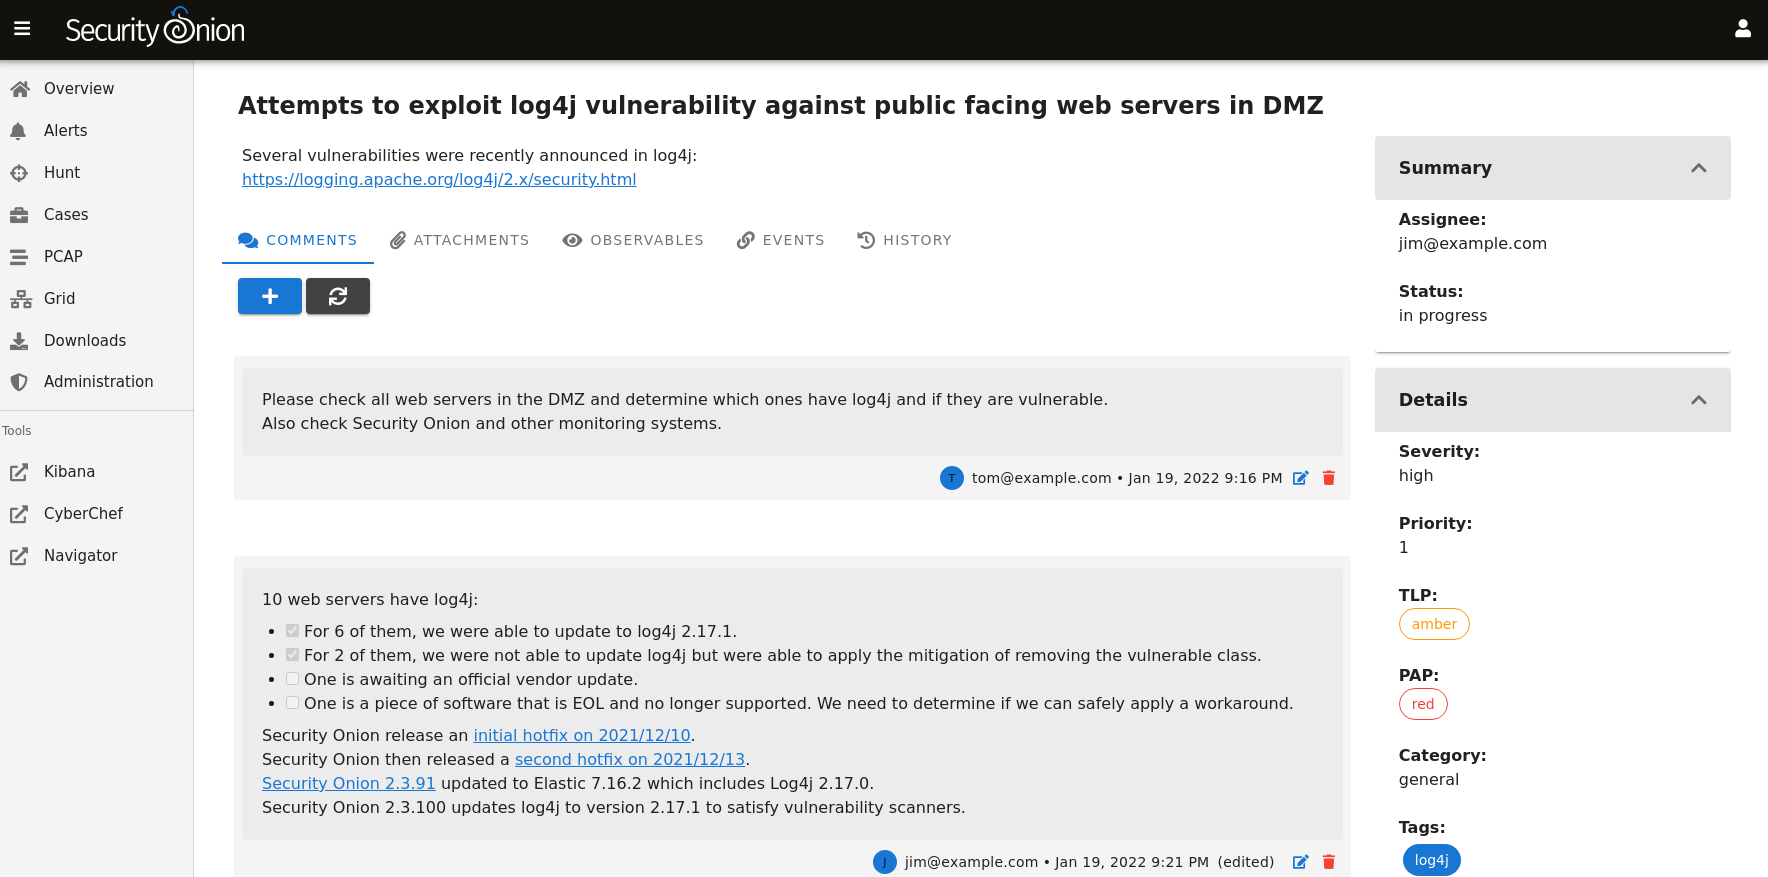 Security Onion
Overview
Alerts
Hunt
Cases
PCAP
Grid
Downloads
Administration
Tools
Kibana
CyberChef
Navigator
Attempts to exploit log4j vulnerability against public facing web servers in DMZ
Several vulnerabilities were recently announced in log4j:
https://logging.apache.org/log4j/2.x/security.html
COMMENTS ATTACHMENTS OBSERVABLES EVENTS HISTORY
Please check all web servers in the DMZ and determine which ones have log4j and if they are vulnerable.
Also check Security Onion and other monitoring systems.
T tom@example.com • Jan 19, 2022 9:16 PM
10 web servers have log4j:
• For 6 of them, we were able to update to log4j 2.17.1.
• For 2 of them, we were not able to update log4j but were able to apply the mitigation of removing the vulnerable class.
• One is awaiting an official vendor update.
• One is a piece of software that is EOL and no longer supported. We need to determine if we can safely apply a workaround.
Security Onion release an initial hotfix on 2021/12/10.
Security Onion then released a second hotfix on 2021/12/13.
Security Onion 2.3.91 updated to Elastic 7.16.2 which includes Log4j 2.17.0.
Security Onion 2.3.100 updates log4j to version 2.17.1 to satisfy vulnerability scanners.
J jim@example.com • Jan 19, 2022 9:21 PM (edited)
Summary
Assignee:
jim@example.com
Status:
in progress
Details
Severity:
high
Priority:
1
TLP:
amber
PAP:
red
Category:
general
Tags:
log4j